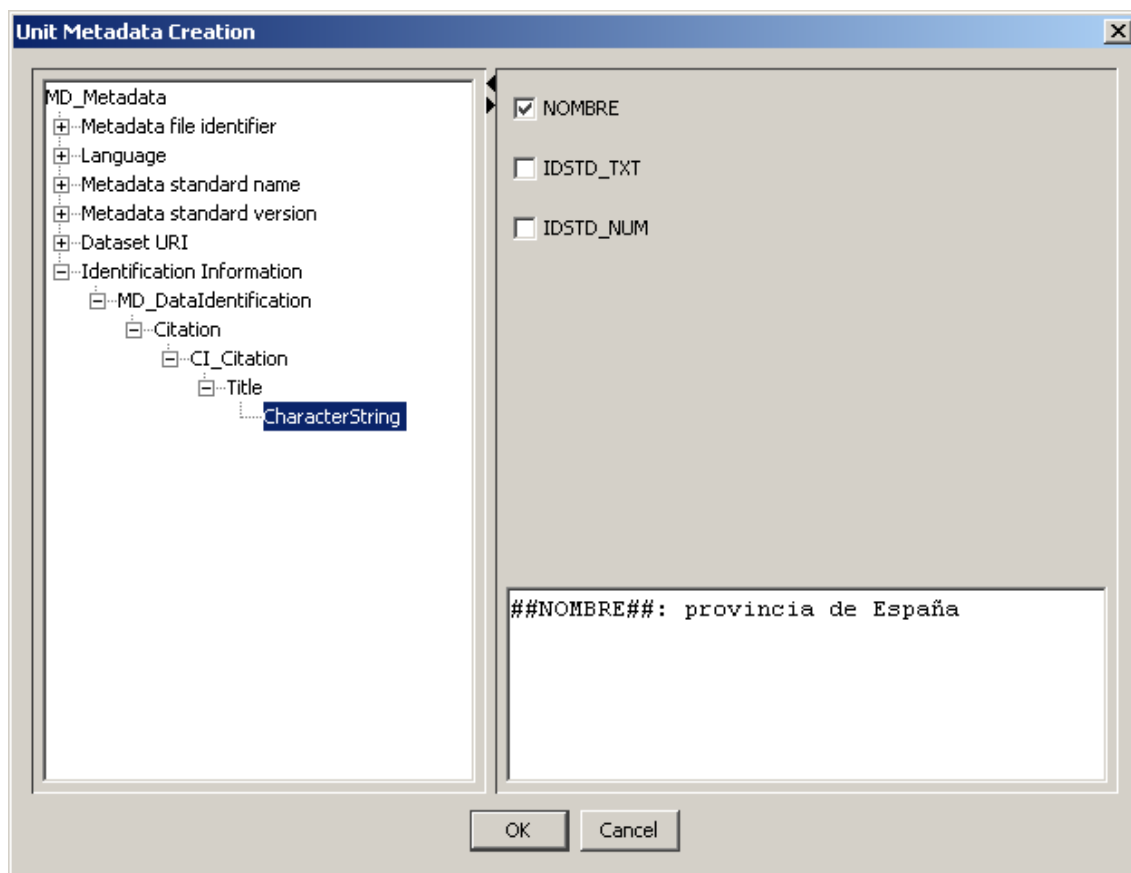 Unit Metadata Creation
MD_Metadata
Metadata file identifier
Language
Metadata standard name
Metadata standard version
Dataset URI
Identification Information
MD_DataIdentification
Citation
CI_Citation
Title
CharacterString
NOMBRE
IDSTD_TXT
IDSTD_NUM
##NOMBRE##: provincia de España
OK
Cancel